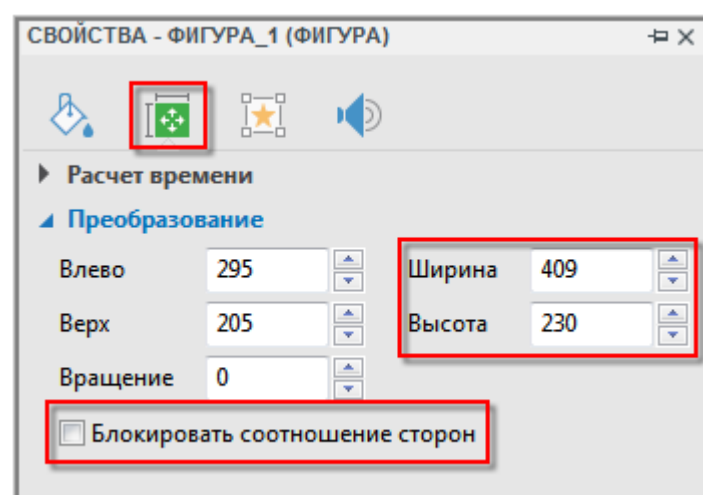 СВОЙСТВА - ФИГУРА_1 (ФИГУРА)
Расчет времени
Преобразование
Влево 295 Ширина 409
Верх 205 Высота 230
Вращение 0
Блокировать соотношение сторон